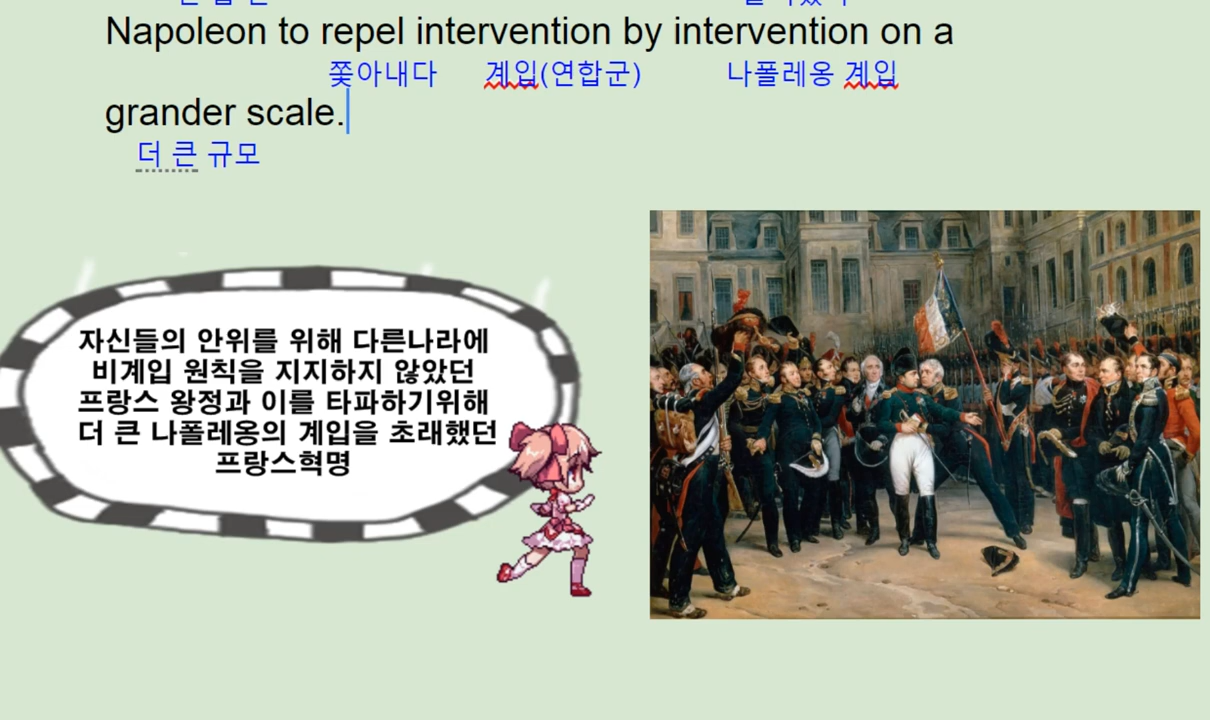 Napoleon to repel intervention by intervention on a
쫓아내다 계입(연합군) 나폴레옹 계입
grander scale.
더 큰 규모
자신들의 안위를 위해 다른나라에
비계입 원칙을 지지하지 않았던
프랑스 왕정과 이를 타파하기위해
더 큰 나폴레옹의 계입을 초래했던
프랑스혁명